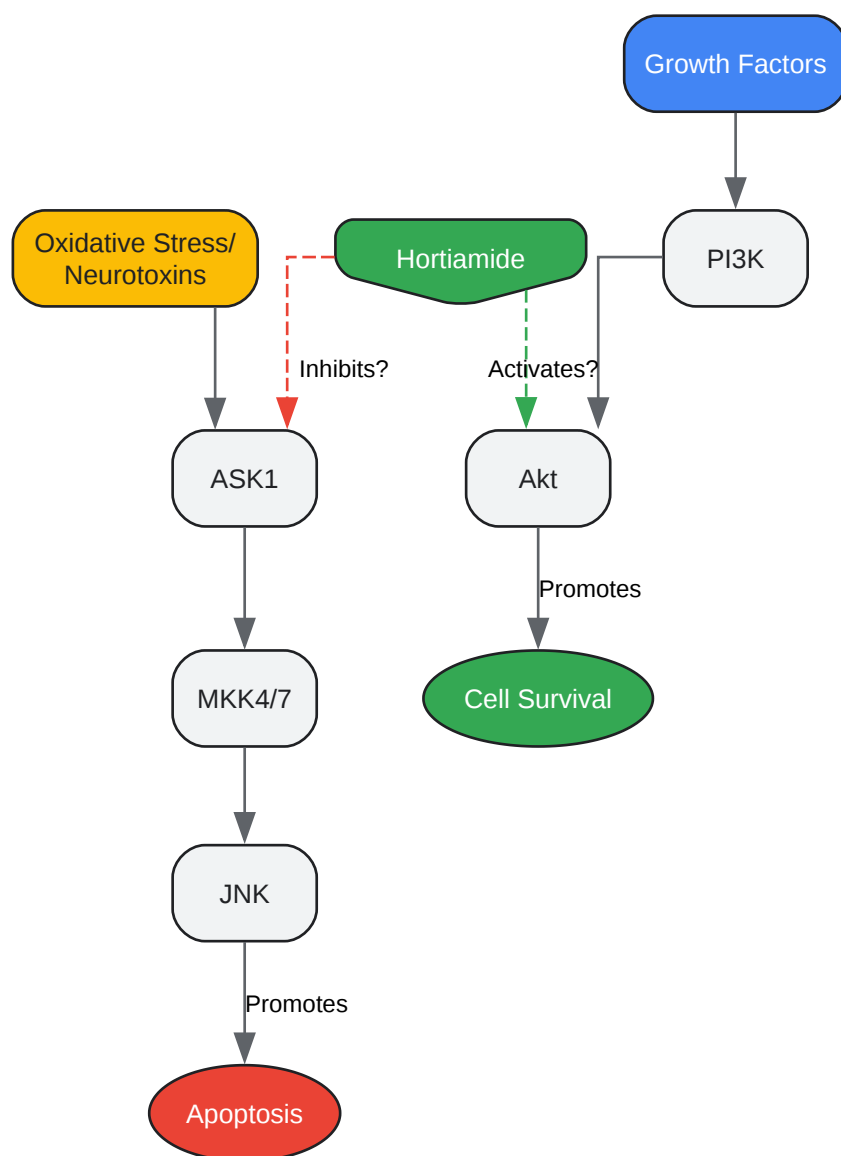 Growth Factors
Oxidative Stress/
Neurotoxins
Hortiamide
PI3K
Inhibits?
Activates?
ASK1
Akt
Promotes
MKK4/7
Cell Survival
JNK
Promotes
Apoptosis